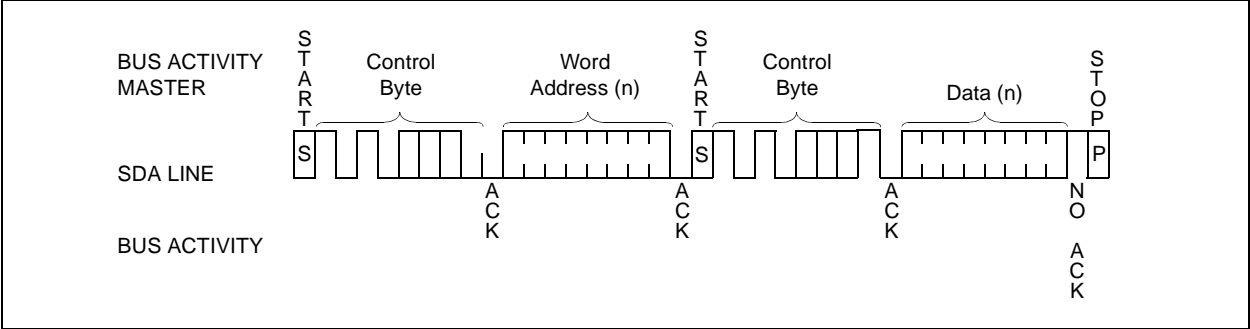 BUS ACTIVITY
MASTER
START
Control
Byte
Word
Address (n)
START
Control
Byte
Data (n)
STOP
SDA LINE
S
S
P
ACK
ACK
ACK
NO ACK
BUS ACTIVITY